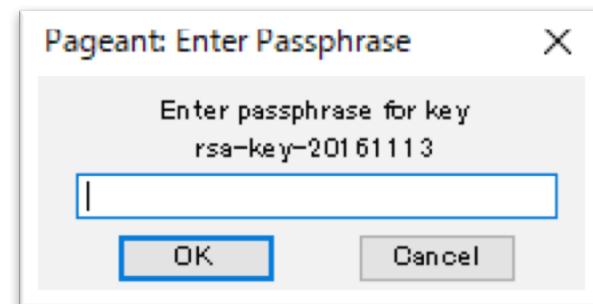 Pageant: Enter Passphrase
Enter passphrase for key
rsa-key-20161113
OK
Cancel